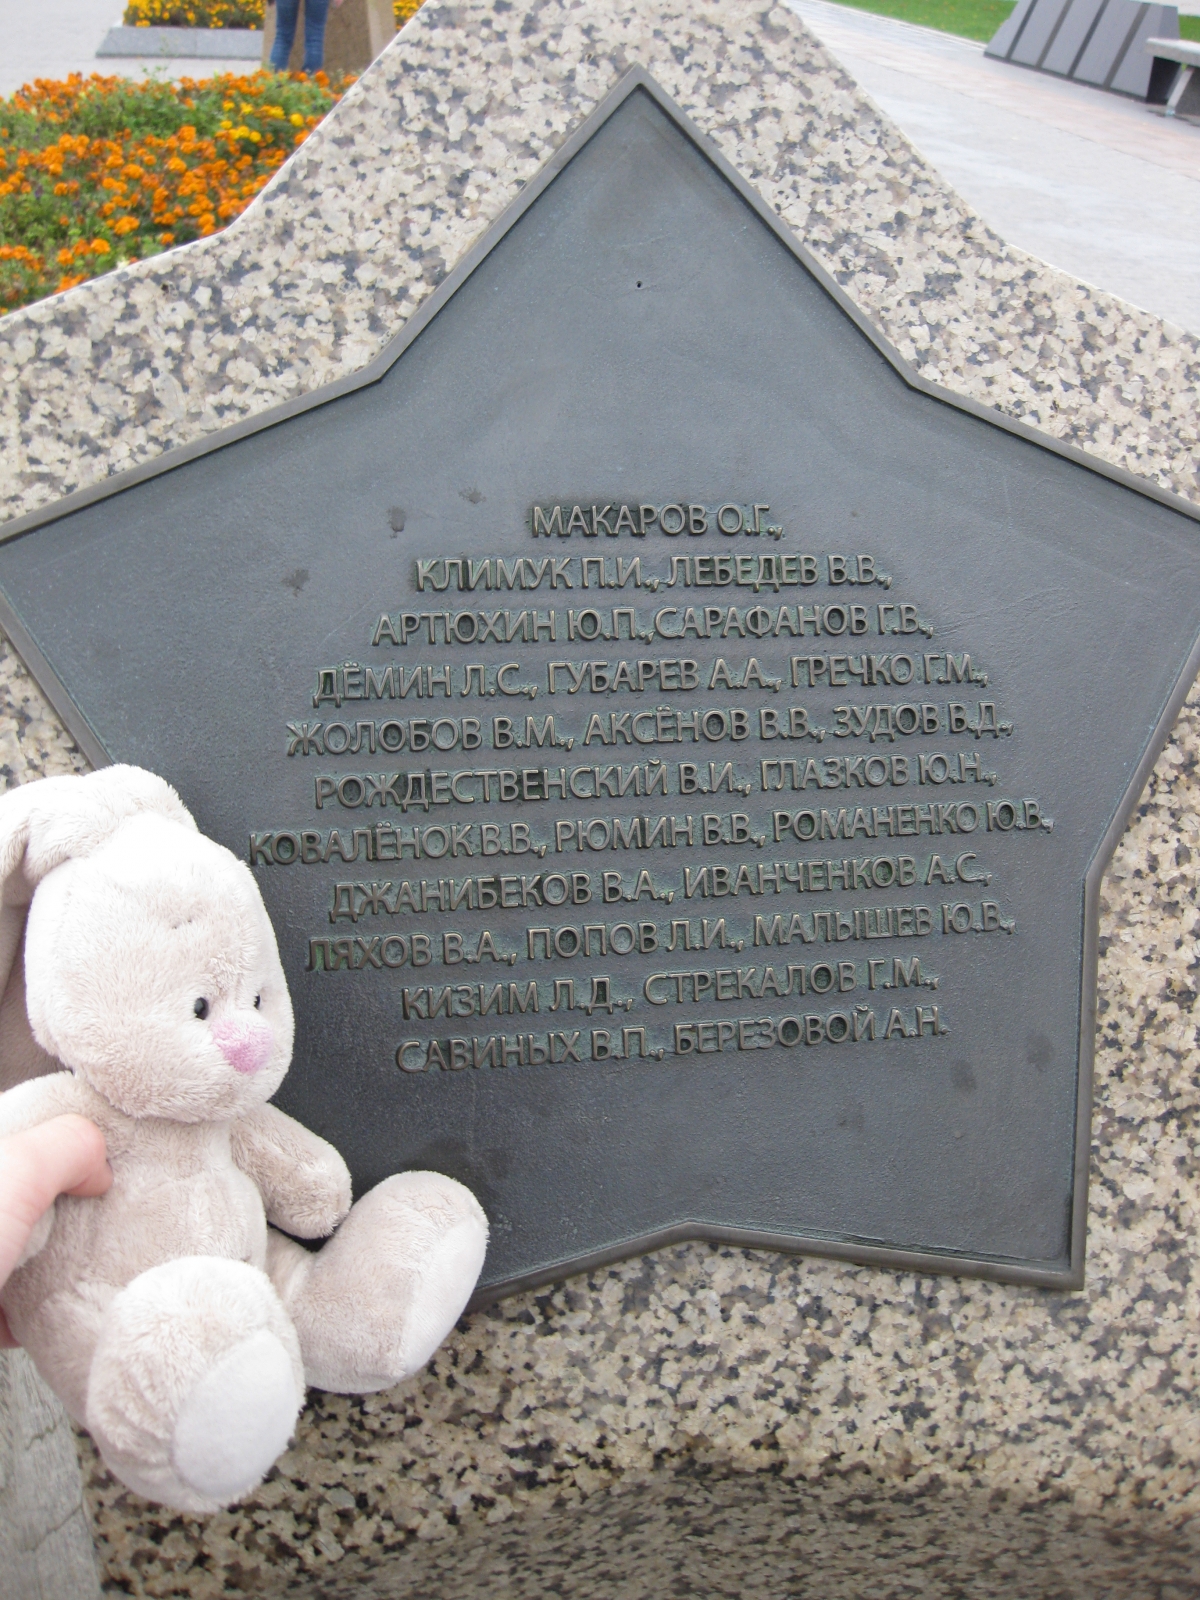 МАКАРОВ О.Г.,
КЛИМУК П.И., ЛЕБЕДЕВ В.В.,
АРТЮХИН Ю.П., САРАФАНОВ Г.В.,
ДЁМИН Л.С., ГУБАРЕВ А.А., ГРЕЧКО Г.М.,
ЖОЛОБОВ В.М., АКСЁНОВ В.В., ЗУДОВ В.Д.,
РОЖДЕСТВЕНСКИЙ В.И., ГЛАЗКОВ Ю.Н.,
КОВАЛЁНОК В.В., РЮМИН В.В., РОМАНЕНКО Ю.В.,
ДЖАНИБЕКОВ В.А., ИВАНЧЕНКОВ А.С.,
ЛЯХОВ В.А., ПОПОВ Л.И., МАЛЫШЕВ Ю.В.,
КИЗИМ Л.Д., СТРЕКАЛОВ Г.М.,
САВИНЫХ В.П., БЕРЕЗОВОЙ А.Н.